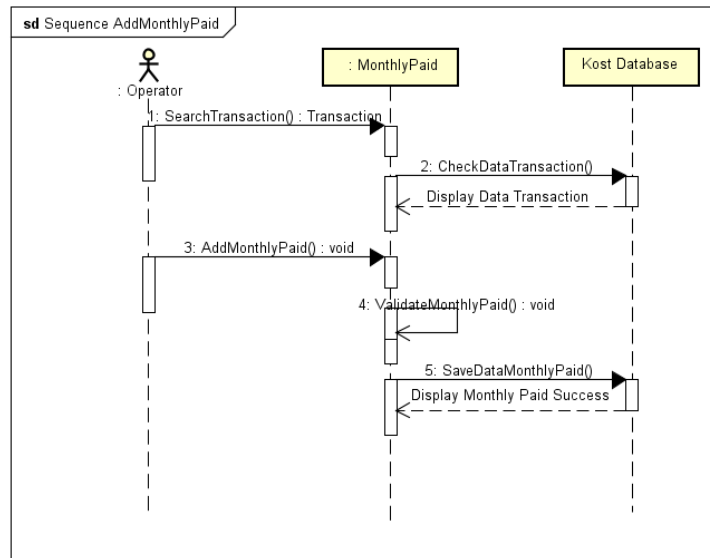 sd Sequence AddMonthlyPaid
: Operator
: MonthlyPaid
Kost Database
1: SearchTransaction() : Transaction
2: CheckDataTransaction()
Display Data Transaction
3: AddMonthlyPaid() : void
4: ValidateMonthlyPaid() : void
5: SaveDataMonthlyPaid()
Display Monthly Paid Success